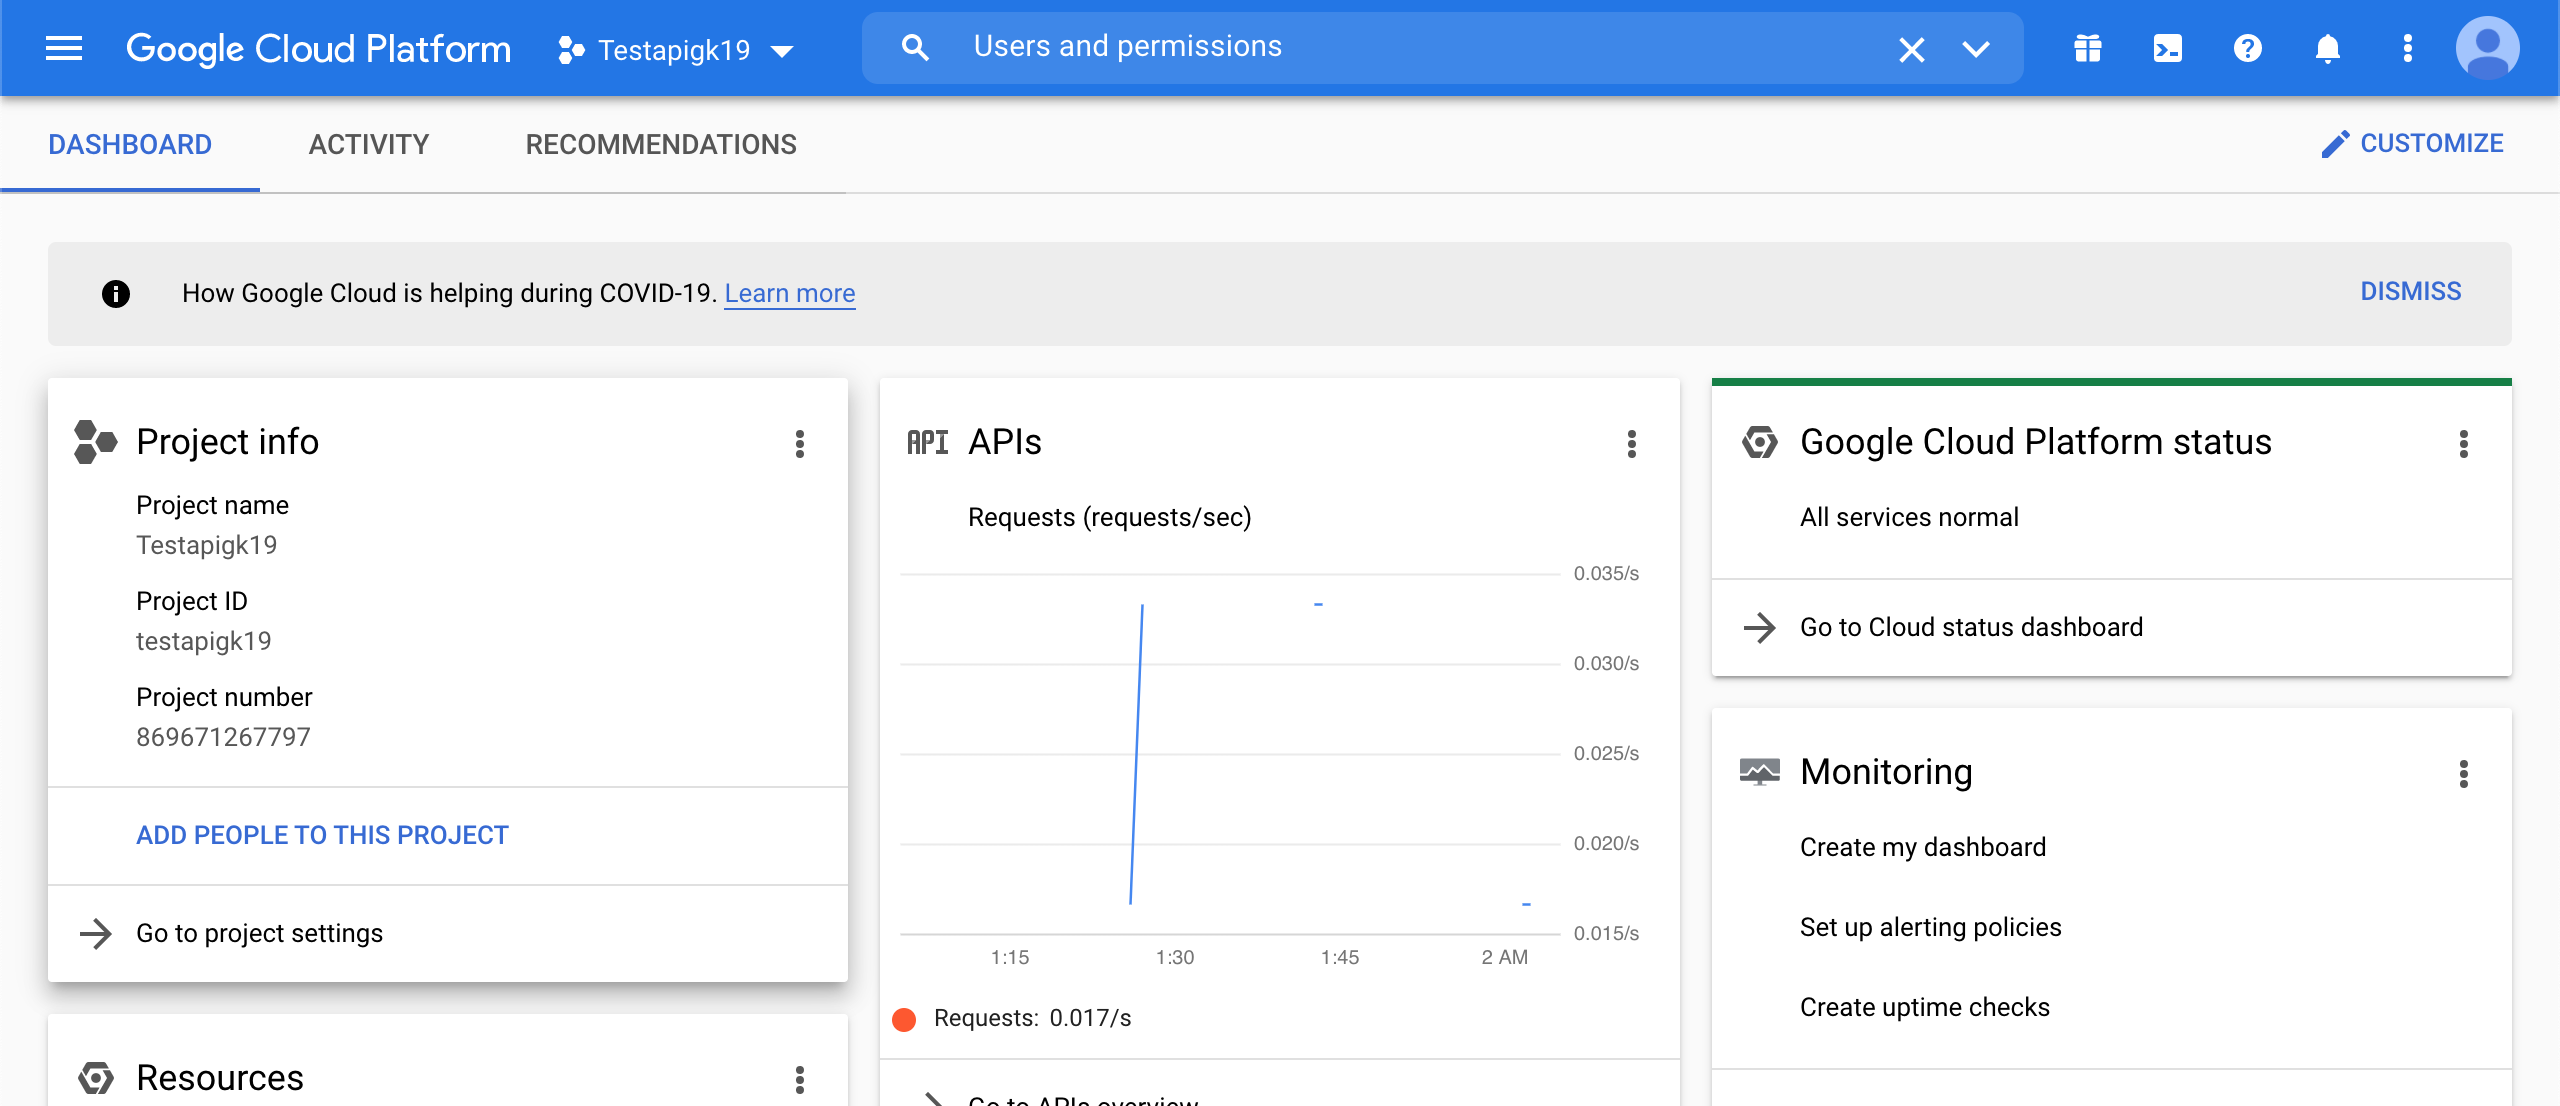 Google Cloud Platform
Testapigk19
Users and permissions
DASHBOARD
ACTIVITY
RECOMMENDATIONS
CUSTOMIZE
How Google Cloud is helping during COVID-19. Learn more
DISMISS
Project info
Project name
Testapigk19
Project ID
testapigk19
Project number
869671267797
ADD PEOPLE TO THIS PROJECT
Go to project settings
Resources
API APIs
Requests (requests/sec)
0.035/s
0.030/s
0.025/s
0.020/s
0.015/s
1:15 1:30 1:45 2 AM
Requests: 0.017/s
Go to APIs overview
Google Cloud Platform status
All services normal
Go to Cloud status dashboard
Monitoring
Create my dashboard
Set up alerting policies
Create uptime checks